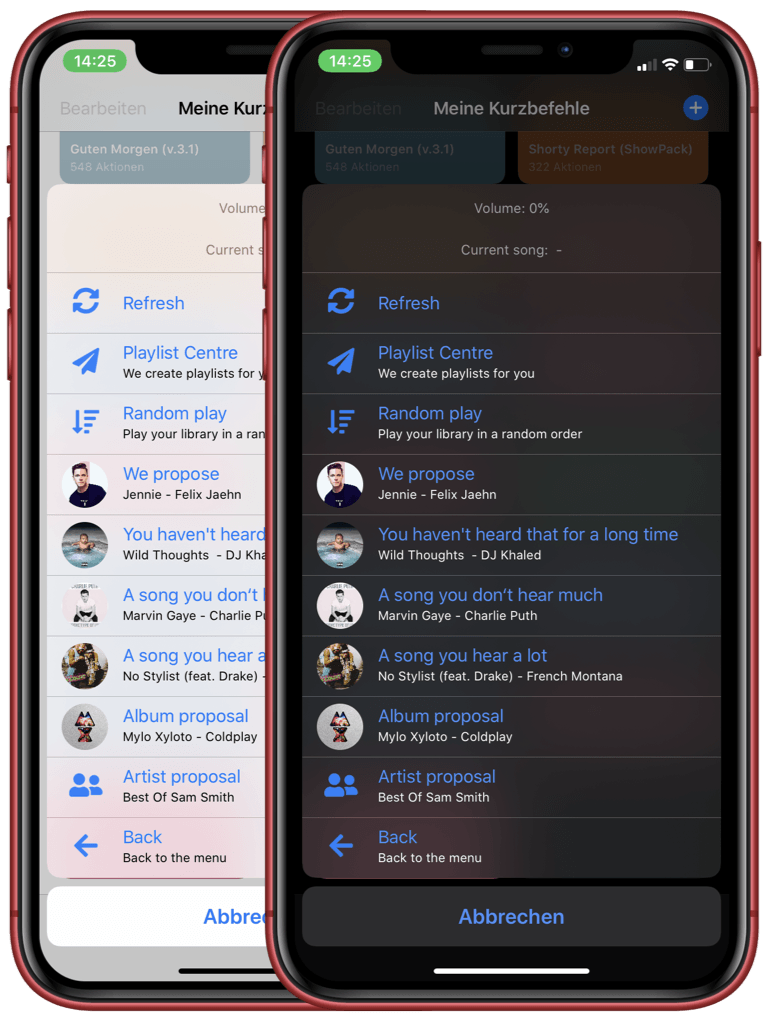 14:25
Bearbeiten Meine Kurz
Guten Morgen (v.3.1)
548 Aktionen
Volume
Current s
Refresh
Playlist Centre
We create playlists for y
Random play
Play your library in a ran
We propose
Jennie - Felix Jaehn
You haven't heard
Wild Thoughts - DJ Kha
A song you don't h
Marvin Gaye - Charlie Pu
A song you hear a
No Stylist (feat. Drake) -
Album proposal
Mylo Xyloto - Coldplay
Artist proposal
Best Of Sam Smith
Back
Back to the menu
Abbrec
14:25
Bearbeiten Meine Kurzbefehle
Guten Morgen (v.3.1) Shorty Report (ShowPack)
548 Aktionen 322 Aktionen
Volume: 0%
Current song: -
Refresh
Playlist Centre
We create playlists for you
Random play
Play your library in a random order
We propose
Jennie - Felix Jaehn
You haven't heard that for a long time
Wild Thoughts - DJ Khaled
A song you don't hear much
Marvin Gaye - Charlie Puth
A song you hear a lot
No Stylist (feat. Drake) - French Montana
Album proposal
Mylo Xyloto - Coldplay
Artist proposal
Best Of Sam Smith
Back
Back to the menu
Abbrechen